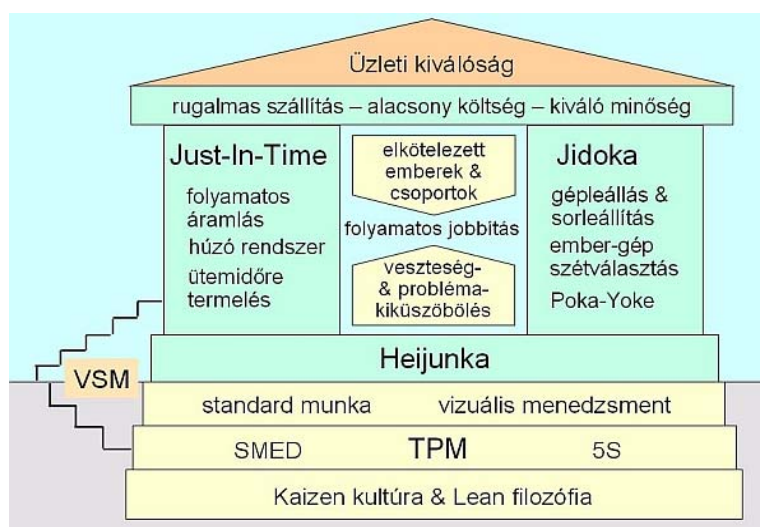 Üzleti kiválóság
rugalmas szállítás – alacsony költség – kiváló minőség
Just-In-Time
folyamatos
áramlás
húzó rendszer
ütemidőre
termelés
elkötelezett
emberek &
csoportok
folyamatos jobbítás
veszteség-
& probléma-
kiküszöbölés
Jidoka
gépleállás &
sorleállítás
ember-gép
szétválasztás
Poka-Yoke
Heijunka
VSM
standard munka vizuális menedzsment
SMED TPM 5S
Kaizen kultúra & Lean filozófia